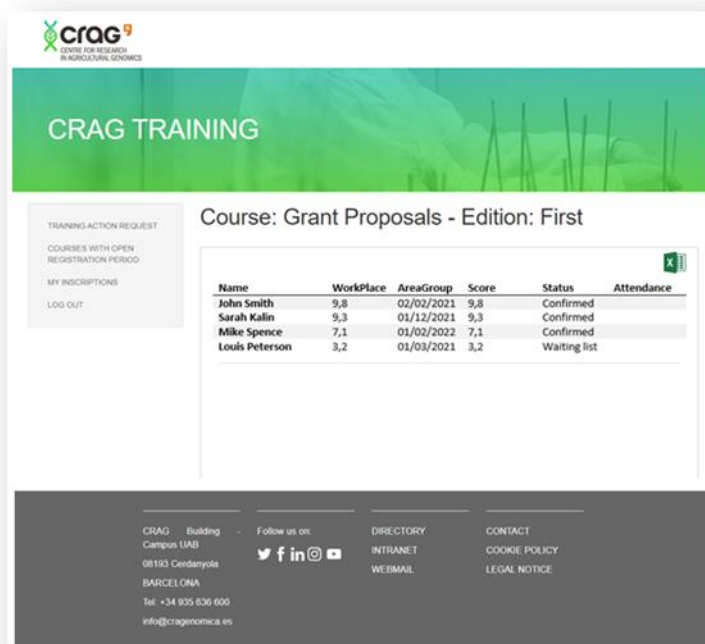 crag
CENTRE FOR RESEARCH
IN AGRICULTURAL GENOMICS
CRAG TRAINING
TRAINING ACTION REQUEST
COURSES WITH OPEN
REGISTRATION PERIOD
MY INSCRIPTIONS
LOG OUT
Course: Grant Proposals - Edition: First
Name WorkPlace AreaGroup Score Status Attendance
John Smith 9,8 02/02/2021 9,8 Confirmed
Sarah Kalin 9,3 01/12/2021 9,3 Confirmed
Mike Spence 7,1 01/02/2022 7,1 Confirmed
Louis Peterson 3,2 01/03/2021 3,2 Waiting list
CRAG Building -
Campus UAB
08193 Cerdanyola
BARCELONA
Tel: +34 935 636 600
info@cragenomica.es
Follow us on:
DIRECTORY
INTRANET
WEBMAIL
CONTACT
COOKIE POLICY
LEGAL NOTICE